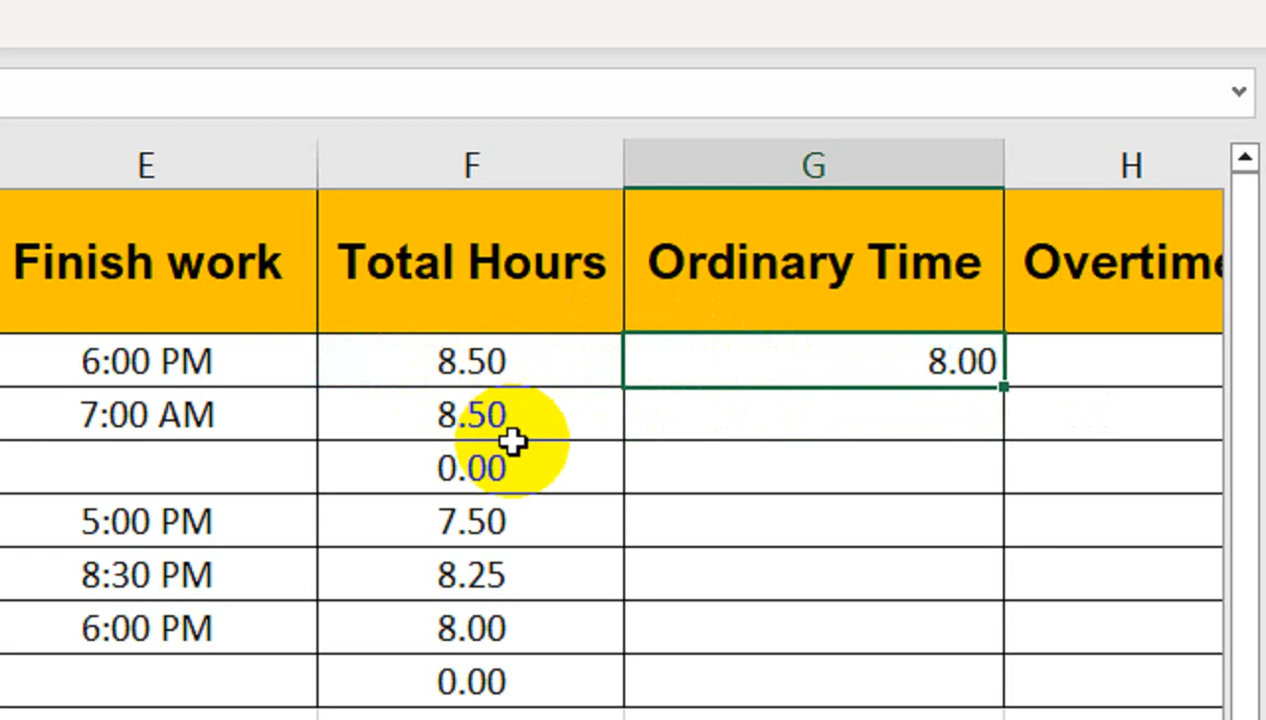 E F G H
Finish work Total Hours Ordinary Time Overtime
6:00 PM 8.50 8.00
7:00 AM 8.50
0.00
5:00 PM 7.50
8:30 PM 8.25
6:00 PM 8.00
0.00